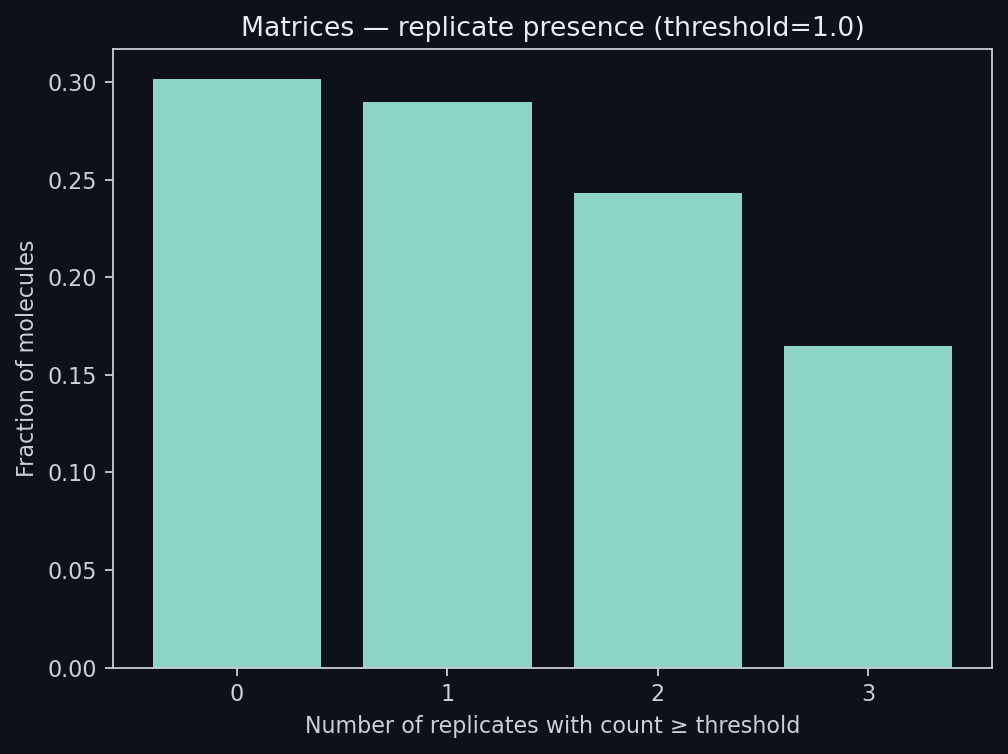 Matrices — replicate presence (threshold=1.0)
Fraction of molecules
0.30
0.25
0.20
0.15
0.10
0.05
0.00
0 1 2 3
Number of replicates with count ≥ threshold